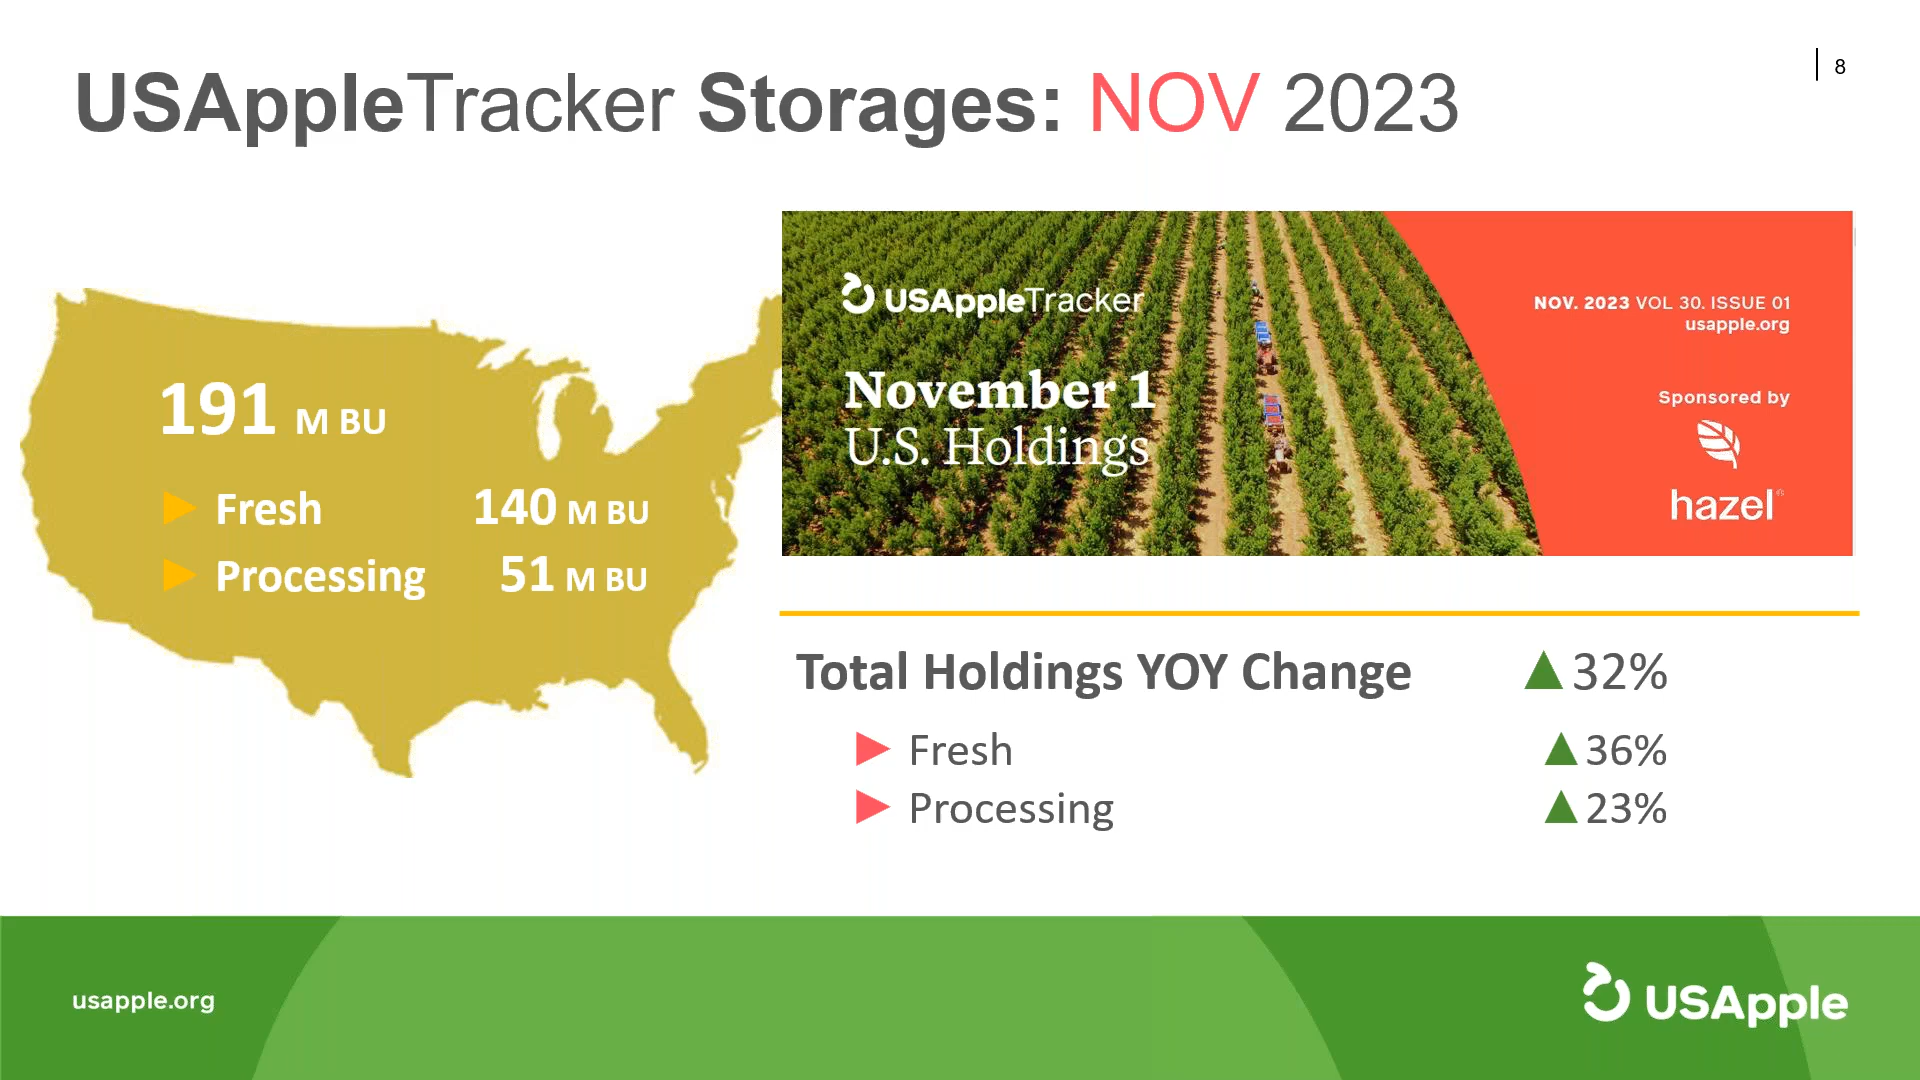 USAppleTracker Storages: NOV 2023
8
191 M BU
► Fresh 140 M BU
► Processing 51 M BU
USAppleTracker
November 1
U.S. Holdings
NOV. 2023 VOL 30. ISSUE 01
usapple.org
Sponsored by
hazel®
Total Holdings YOY Change ▲32%
► Fresh ▲36%
► Processing ▲23%
usapple.org
USApple